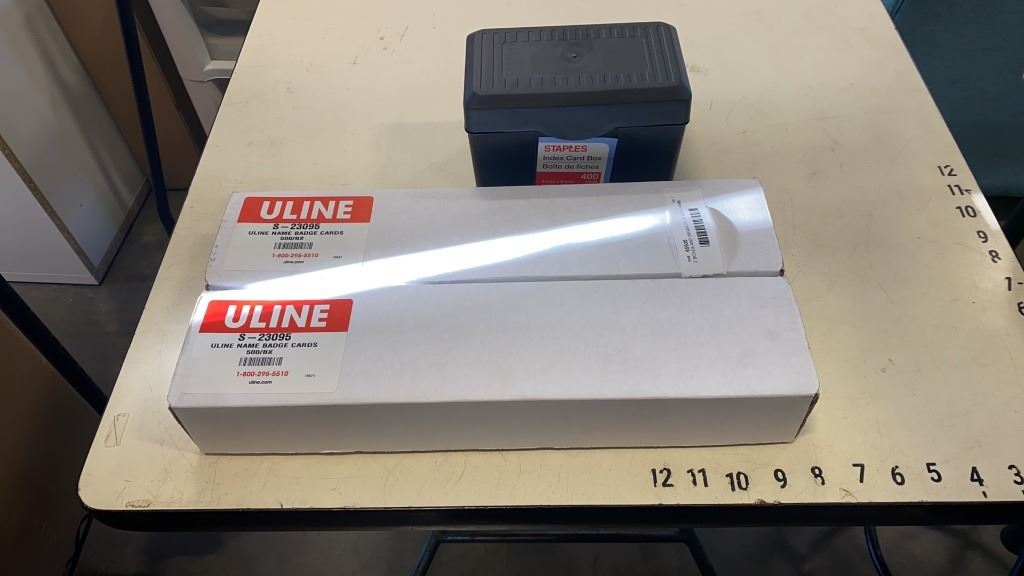 STAPLES
Index Card Box
Boîte de fiches
400
ULINE
S-23095
ULINE NAME BADGE CARDS
500/BX
1-800-295-5510
uline.com
ULINE
S-23095
ULINE NAME BADGE CARDS
500/BX
1-800-295-5510
uline.com
12
11
10
9
8
12 11 10 9 8 7 6 5 4 3